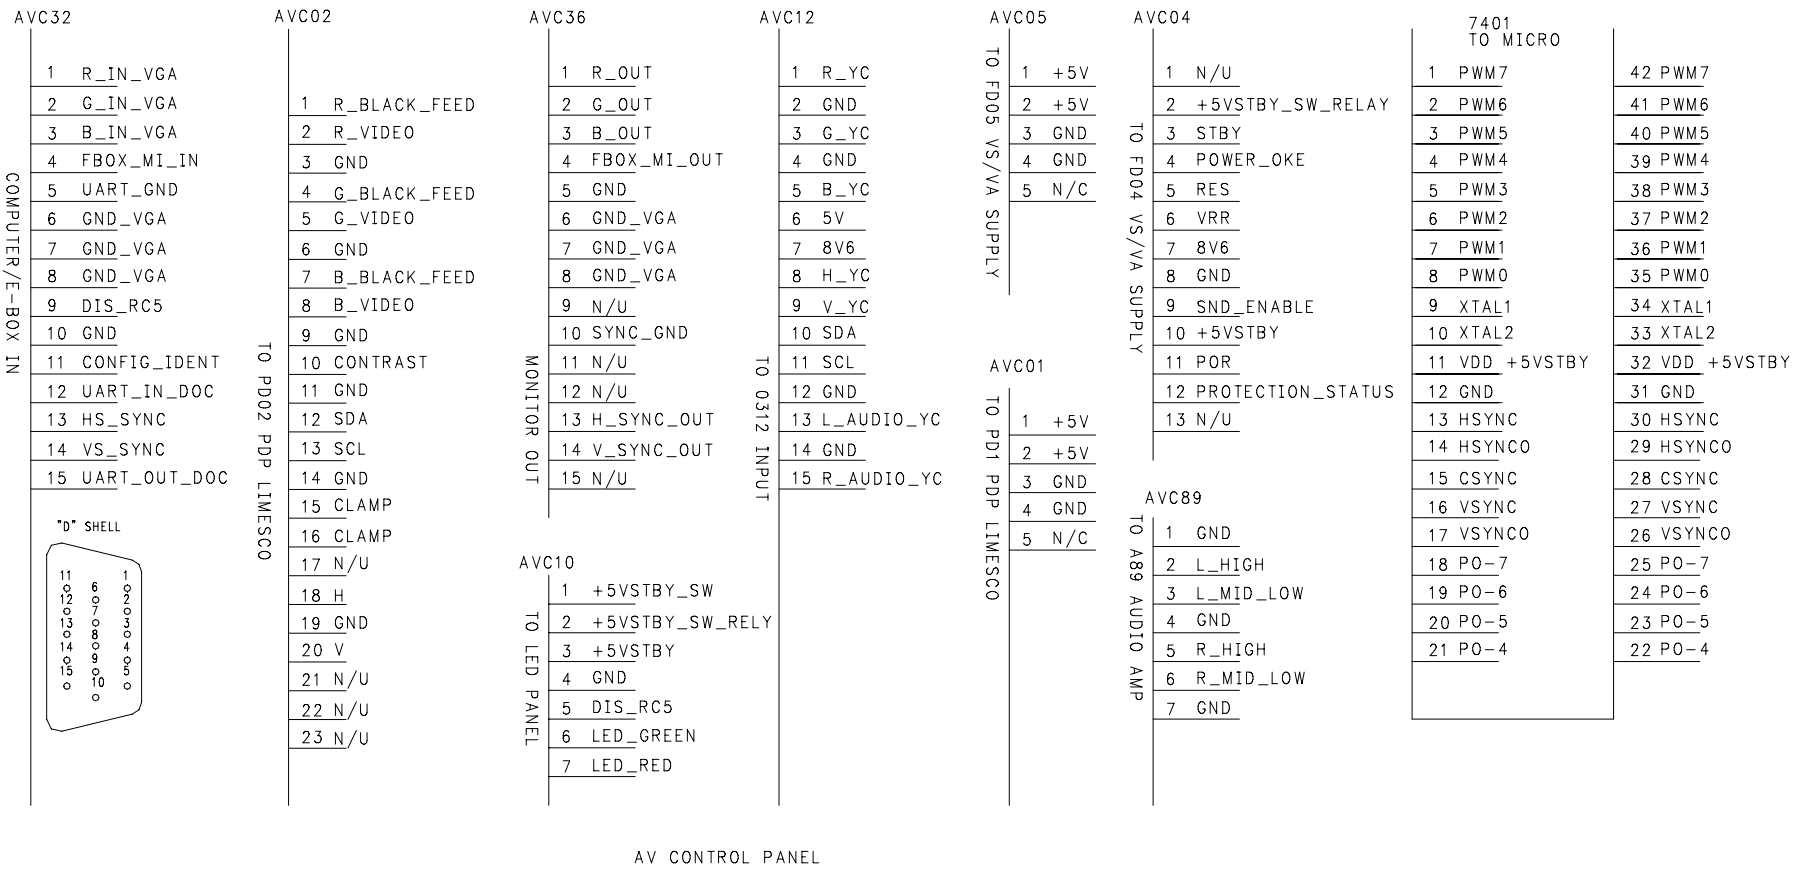 AVC32
COMPUTER/E-BOX IN
1 R_IN_VGA
2 G_IN_VGA
3 B_IN_VGA
4 FBOX_MI_IN
5 UART_GND
6 GND_VGA
7 GND_VGA
8 GND_VGA
9 DIS_RC5
10 GND
11 CONFIG_IDENT
12 UART_IN_DOC
13 HS_SYNC
14 VS_SYNC
15 UART_OUT_DOC
"D" SHELL
11
1
6
12
2
7
13
3
8
14
4
9
15
5
10
AVC02
TO PD02 PDP LIMESCO
1 R_BLACK_FEED
2 R_VIDEO
3 GND
4 G_BLACK_FEED
5 G_VIDEO
6 GND
7 B_BLACK_FEED
8 B_VIDEO
9 GND
10 CONTRAST
11 GND
12 SDA
13 SCL
14 GND
15 CLAMP
16 CLAMP
17 N/U
18 H
19 GND
20 V
21 N/U
22 N/U
23 N/U
AVC36
MONITOR OUT
1 R_OUT
2 G_OUT
3 B_OUT
4 FBOX_MI_OUT
5 GND
6 GND_VGA
7 GND_VGA
8 GND_VGA
9 N/U
10 SYNC_GND
11 N/U
12 N/U
13 H_SYNC_OUT
14 V_SYNC_OUT
15 N/U
AVC10
TO LED PANEL
1 +5VSTBY_SW
2 +5VSTBY_SW_RELY
3 +5VSTBY
4 GND
5 DIS_RC5
6 LED_GREEN
7 LED_RED
AVC12
TO 0312 INPUT
1 R_YC
2 GND
3 G_YC
4 GND
5 B_YC
6 5V
7 8V6
8 H_YC
9 V_YC
10 SDA
11 SCL
12 GND
13 L_AUDIO_YC
14 GND
15 R_AUDIO_YC
AVC05
TO FD05 VS/VA SUPPLY
1 +5V
2 +5V
3 GND
4 GND
5 N/C
AVC01
TO PD1 PDP LIMESCO
1 +5V
2 +5V
3 GND
4 GND
5 N/C
AVC04
TO FD04 VS/VA SUPPLY
1 N/U
2 +5VSTBY_SW_RELAY
3 STBY
4 POWER_OKE
5 RES
6 VRR
7 8V6
8 GND
9 SND_ENABLE
10 +5VSTBY
11 POR
12 PROTECTION_STATUS
13 N/U
AVC89
TO A89 AUDIO AMP
1 GND
2 L_HIGH
3 L_MID_LOW
4 GND
5 R_HIGH
6 R_MID_LOW
7 GND
7401
TO MICRO
1 PWM7
2 PWM6
3 PWM5
4 PWM4
5 PWM3
6 PWM2
7 PWM1
8 PWM0
9 XTAL1
10 XTAL2
11 VDD +5VSTBY
12 GND
13 HSYNC
14 HSYNCO
15 CSYNC
16 VSYNC
17 VSYNCO
18 PO-7
19 PO-6
20 PO-5
21 PO-4
42 PWM7
41 PWM6
40 PWM5
39 PWM4
38 PWM3
37 PWM2
36 PWM1
35 PWM0
34 XTAL1
33 XTAL2
32 VDD +5VSTBY
31 GND
30 HSYNC
29 HSYNCO
28 CSYNC
27 VSYNC
26 VSYNCO
25 PO-7
24 PO-6
23 PO-5
22 PO-4
AV CONTROL PANEL